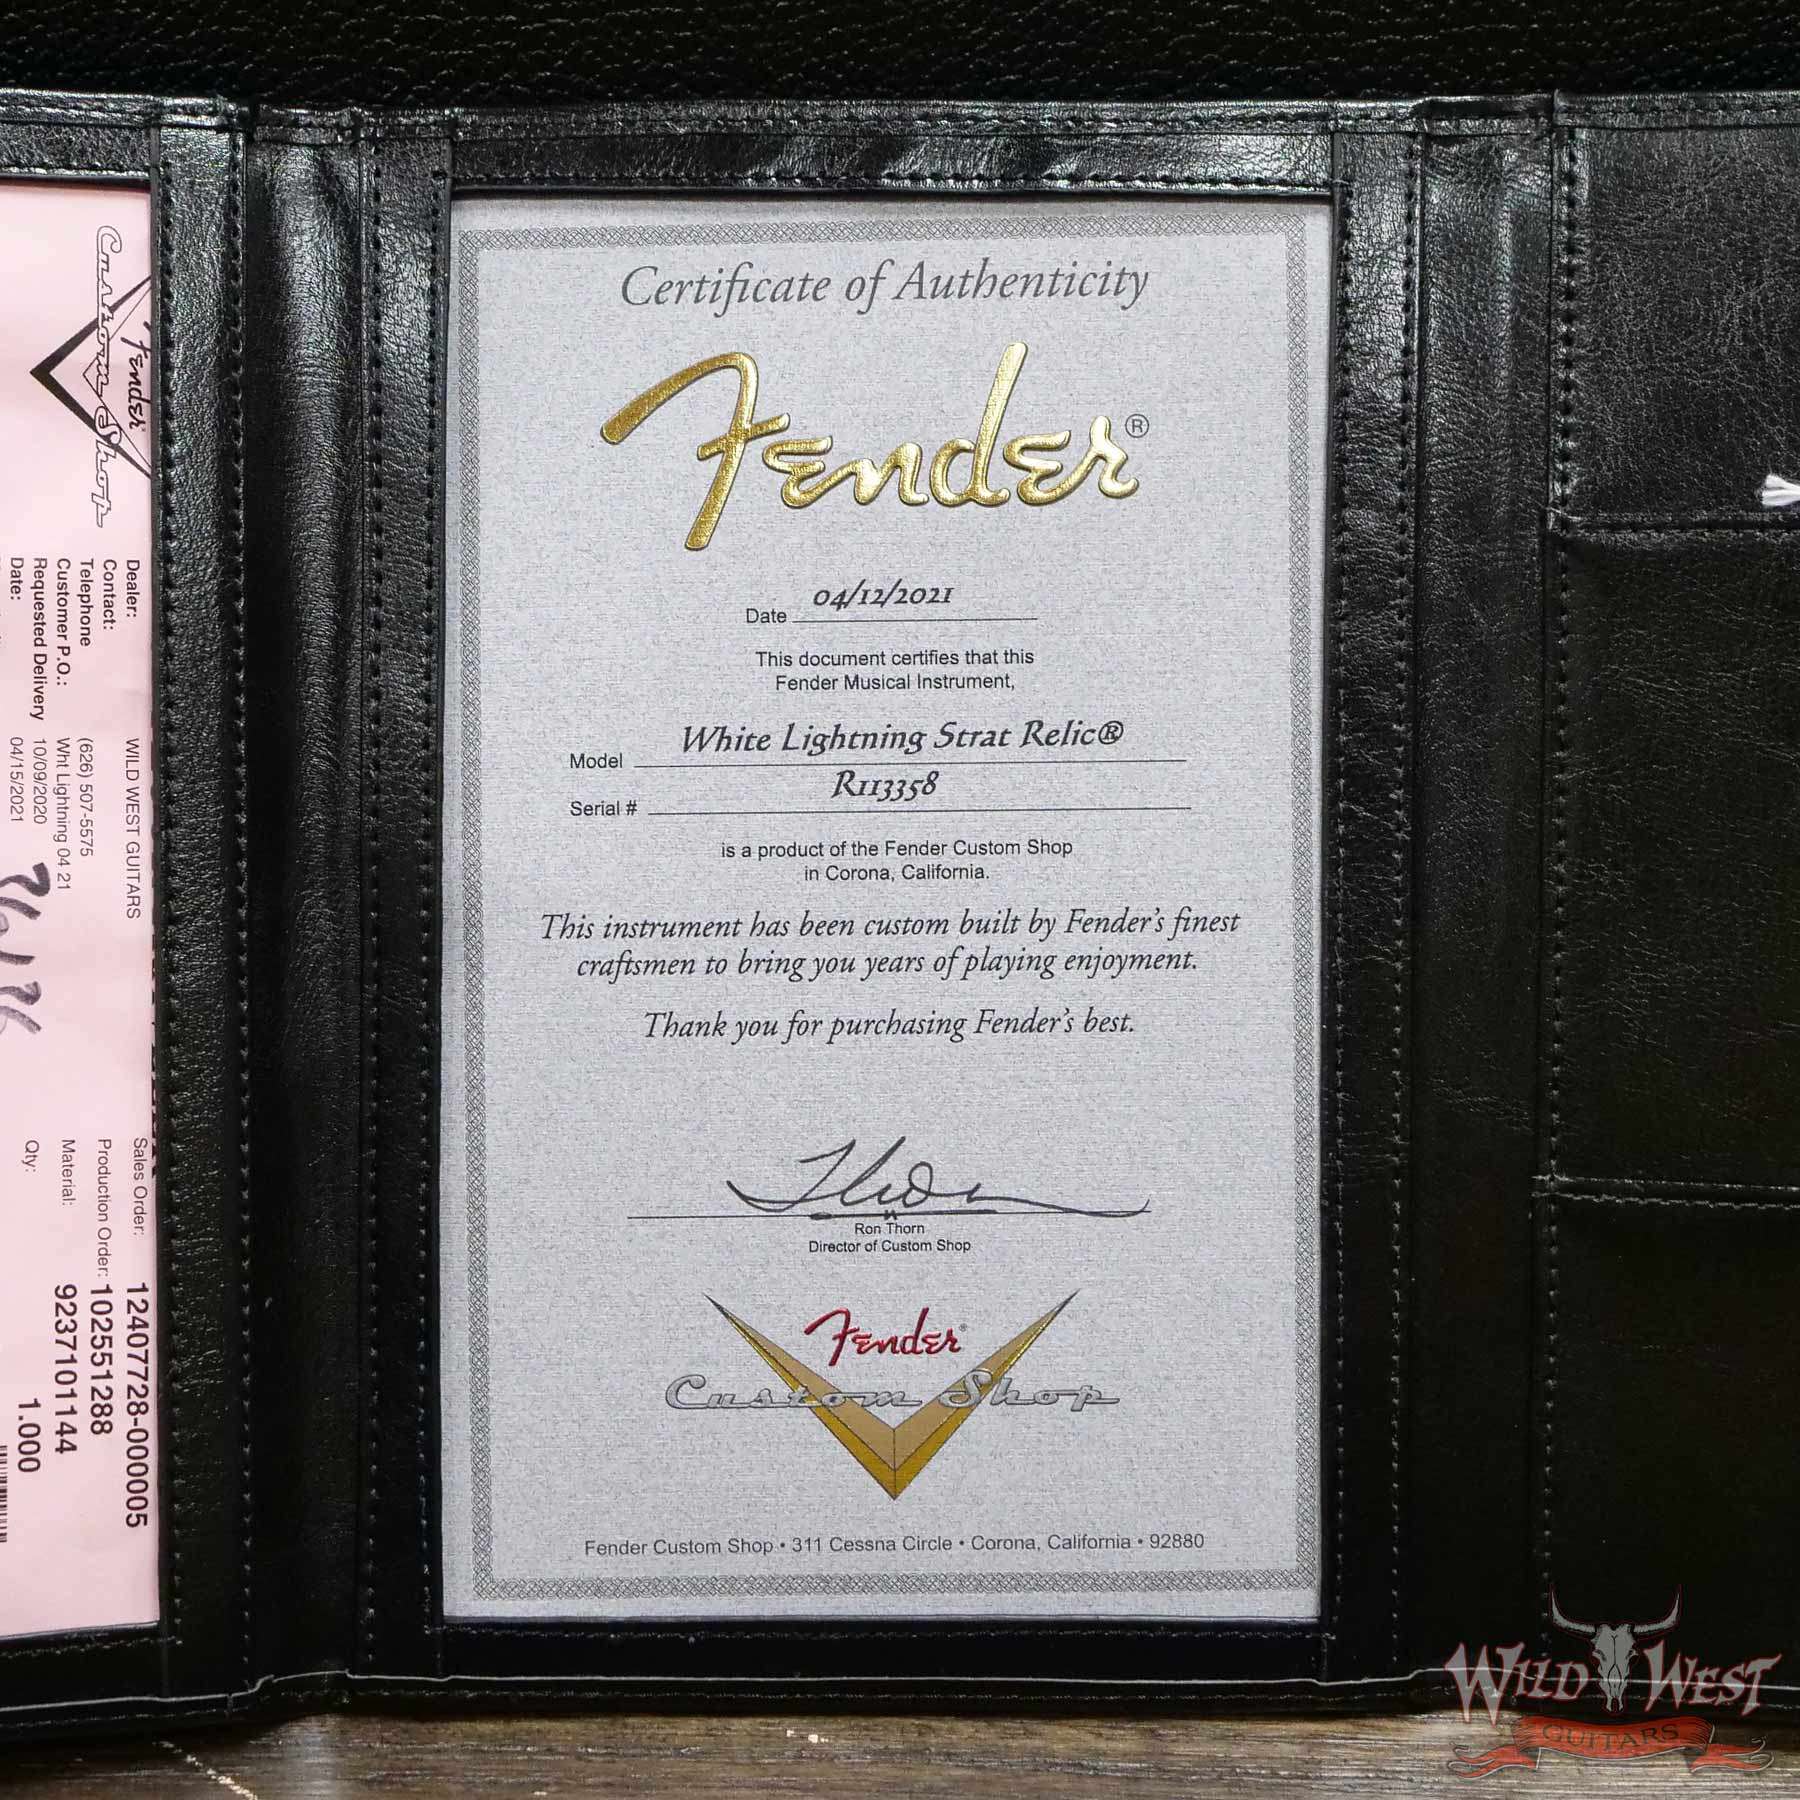 Custom Shop
Fender
Dealer: WILD WEST GUITARS
Contact:
Telephone (626) 507-5575
Customer P.O.: Wht Lightning 04 21
Requested Delivery 10/09/2020
Date: 04/15/2021
Sales Order: 12407728-000005
Production Order: 102551288
Material: 9237101144
Qty: 1.000
Certificate of Authenticity
Fender®
Date 04/12/2021
This document certifies that this
Fender Musical Instrument,
Model White Lightning Strat Relic®
Serial # R113358
is a product of the Fender Custom Shop
in Corona, California.
This instrument has been custom built by Fender's finest
craftsmen to bring you years of playing enjoyment.
Thank you for purchasing Fender's best.
Ron Thorn
Director of Custom Shop
Fender®
Custom Shop
Fender Custom Shop • 311 Cessna Circle • Corona, California • 92880
WILD WEST
GUITARS